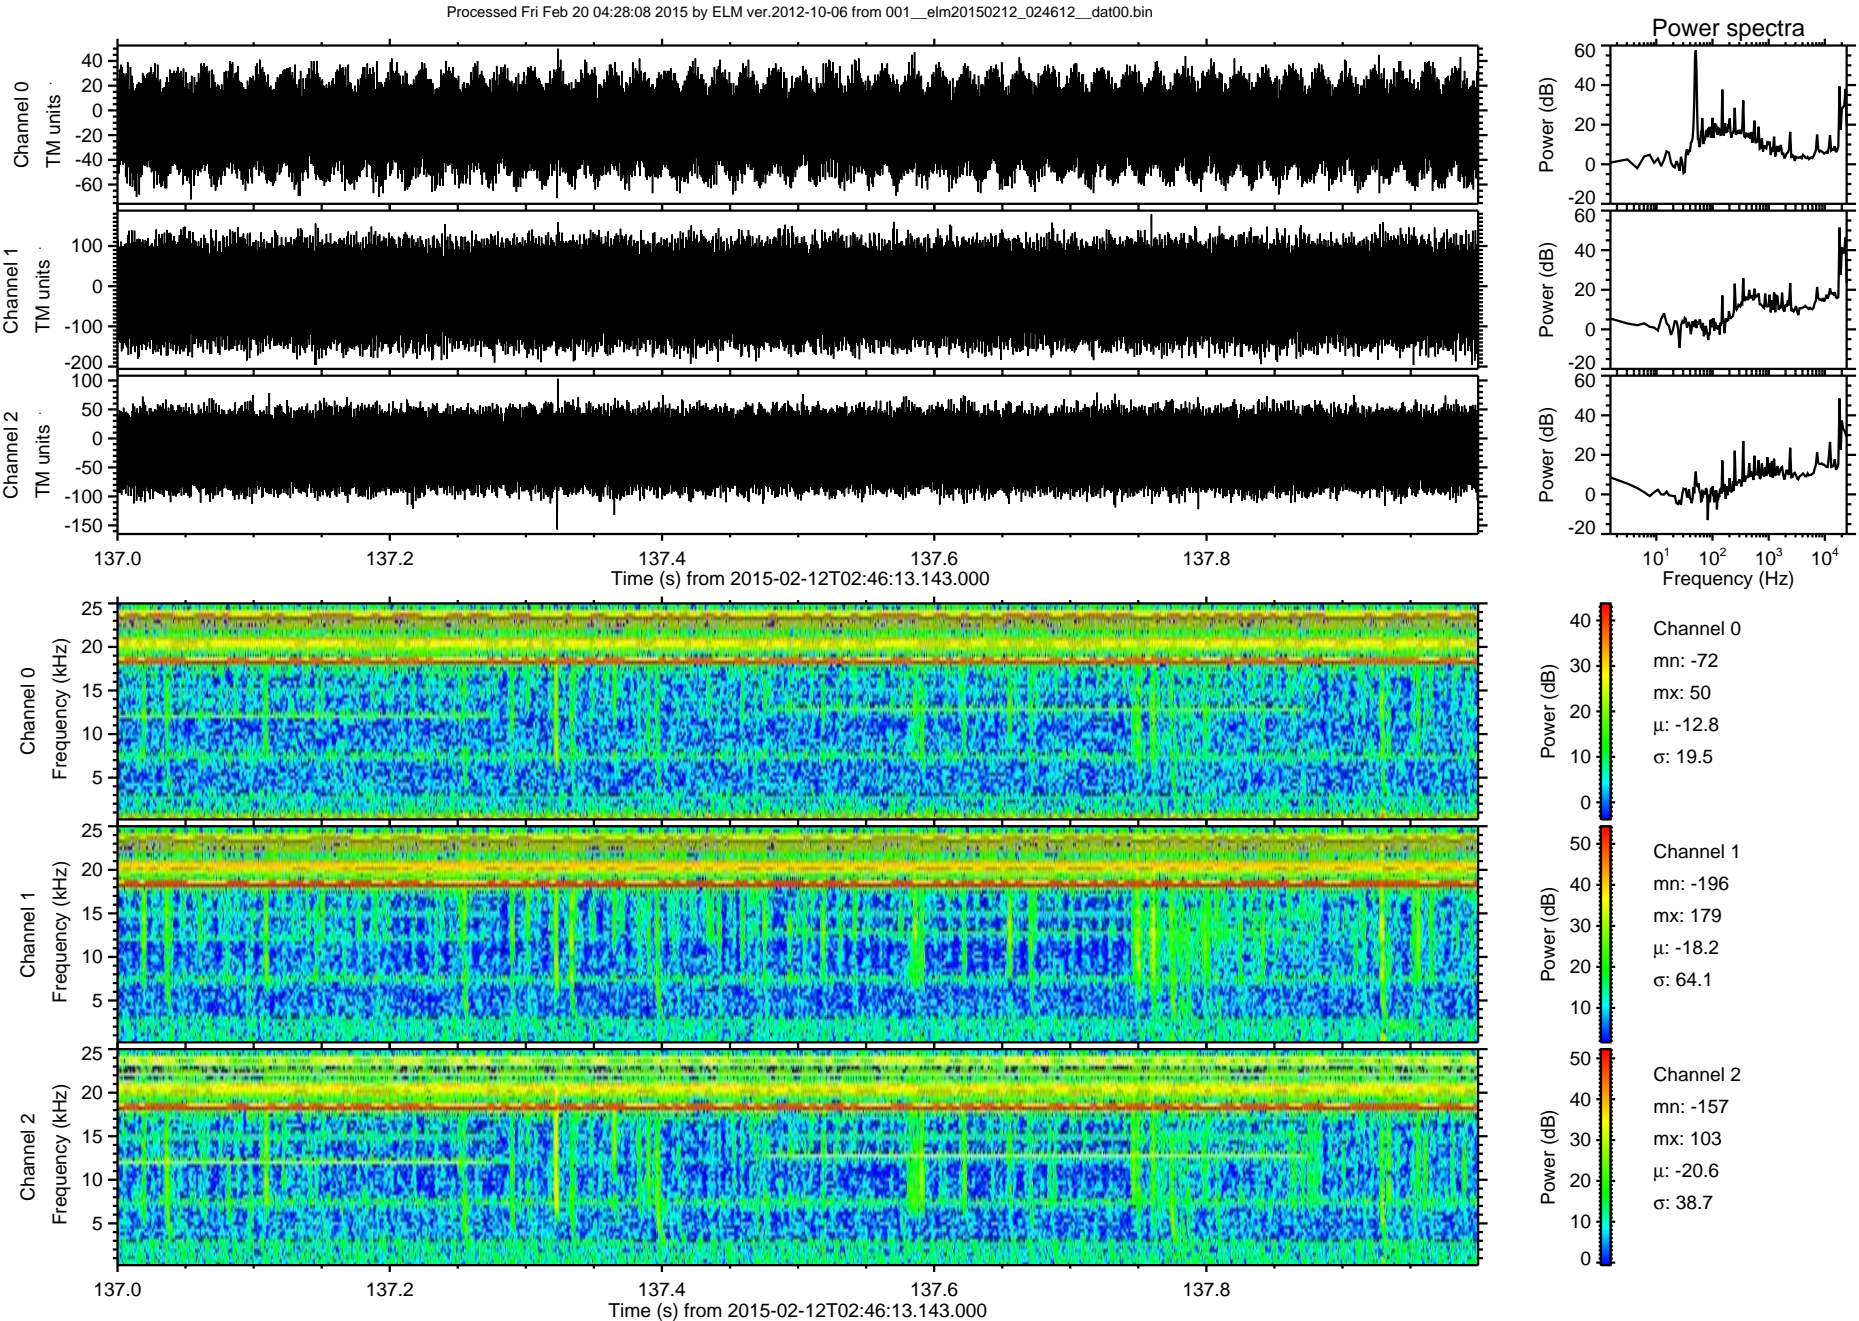 Processed Fri Feb 20 04:28:08 2015 by ELM ver.2012-10-06 from 001__elm20150212_024612__dat00.bin
Power spectra
Channel 0
TM units
40
20
0
-20
-40
-60
Power (dB)
60
40
20
0
-20
Channel 1
TM units
100
0
-100
-200
Power (dB)
60
40
20
0
-20
Channel 2
TM units
100
50
0
-50
-100
-150
Power (dB)
60
40
20
0
-20
137.0 137.2 137.4 137.6 137.8
Time (s) from 2015-02-12T02:46:13.143.000
10^1 10^2 10^3 10^4
Frequency (Hz)
Channel 0
Frequency (kHz)
25
20
15
10
5
Power (dB)
40
30
20
10
0
Channel 0
mn: -72
mx: 50
μ: -12.8
σ: 19.5
Channel 1
Frequency (kHz)
25
20
15
10
5
Power (dB)
50
40
30
20
10
Channel 1
mn: -196
mx: 179
μ: -18.2
σ: 64.1
Channel 2
Frequency (kHz)
25
20
15
10
5
Power (dB)
50
40
30
20
10
0
Channel 2
mn: -157
mx: 103
μ: -20.6
σ: 38.7
137.0 137.2 137.4 137.6 137.8
Time (s) from 2015-02-12T02:46:13.143.000